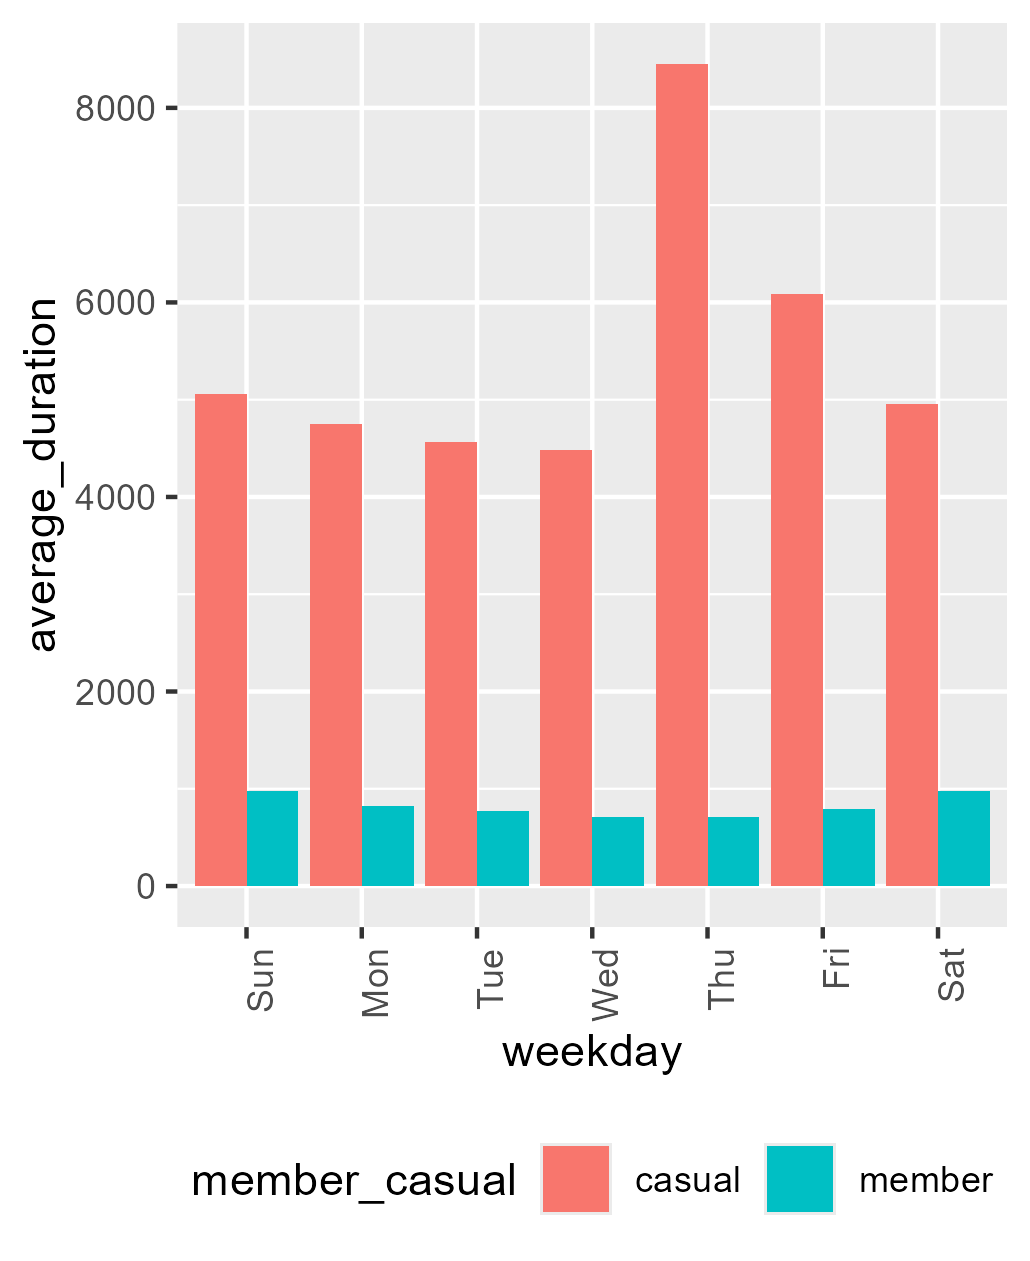 8000
6000
4000
2000
0
average_duration
Sun
Mon
Tue
Wed
Thu
Fri
Sat
weekday
member_casual casual member